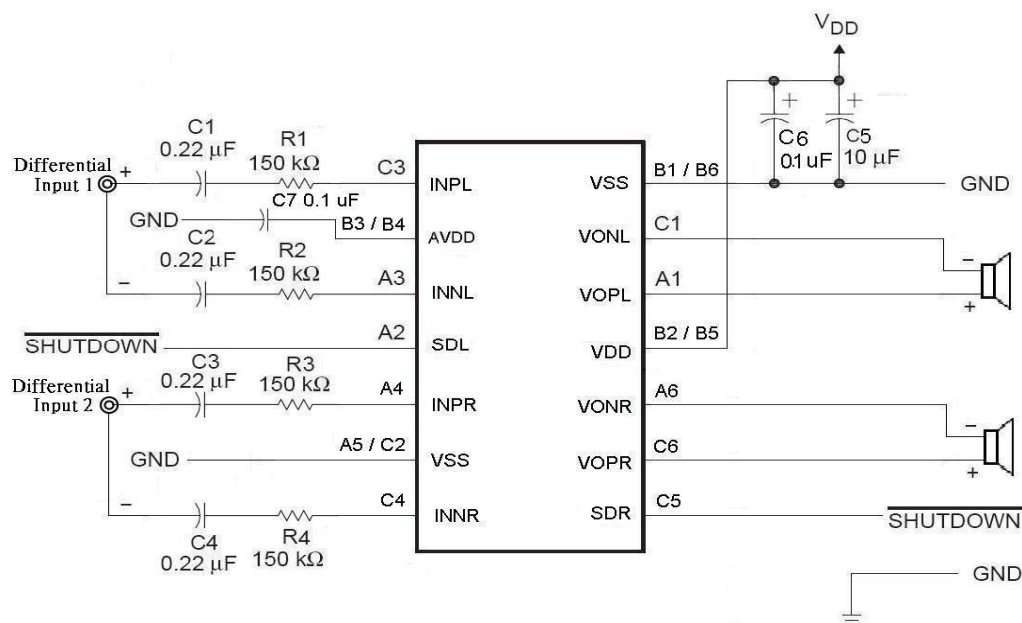 VDD
+
+
C6
0.1 uF
C5
10 μF
C1
0.22 μF
R1
150 kΩ
Differential
Input 1
+
C3
INPL
C7 0.1 uF
GND
B3 / B4
AVDD
C2
0.22 μF
R2
150 kΩ
−
A3
INNL
SHUTDOWN
A2
SDL
C3
0.22 μF
R3
150 kΩ
Differential
Input 2
+
A4
INPR
GND
A5 / C2
VSS
−
C4
INNR
C4
0.22 μF
R4
150 kΩ
VSS
B1 / B6
GND
VONL
C1
−
VOPL
A1
+
VDD
B2 / B5
VONR
A6
−
VOPR
C6
+
SDR
C5
SHUTDOWN
GND